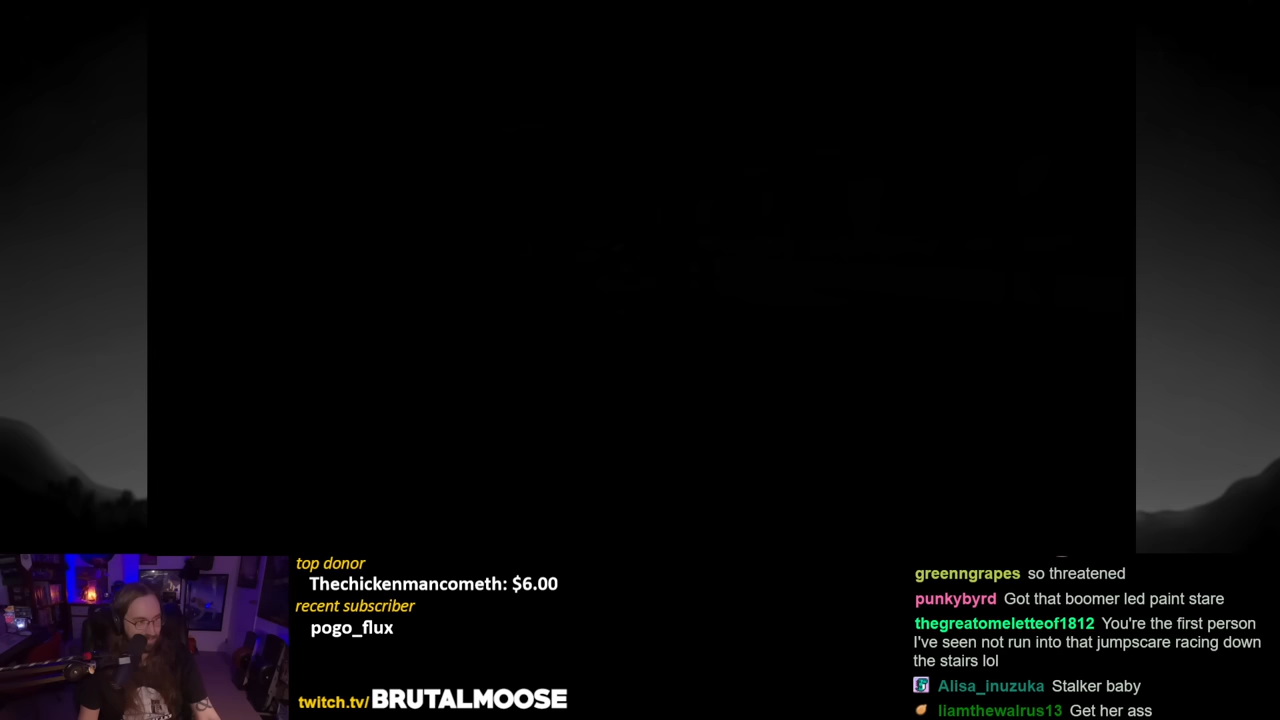 top donor
Thechickenmancometh: $6.00
recent subscriber
pogo_flux
twitch.tv/BRUTALMOOSE
greenngrapes so threatened
punkybyrd Got that boomer led paint stare
thegreatomeletteof1812 You're the first person
I've seen not run into that jumpscare racing down
the stairs lol
Alisa_inuzuka Stalker baby
liamthewalrus13 Get her ass